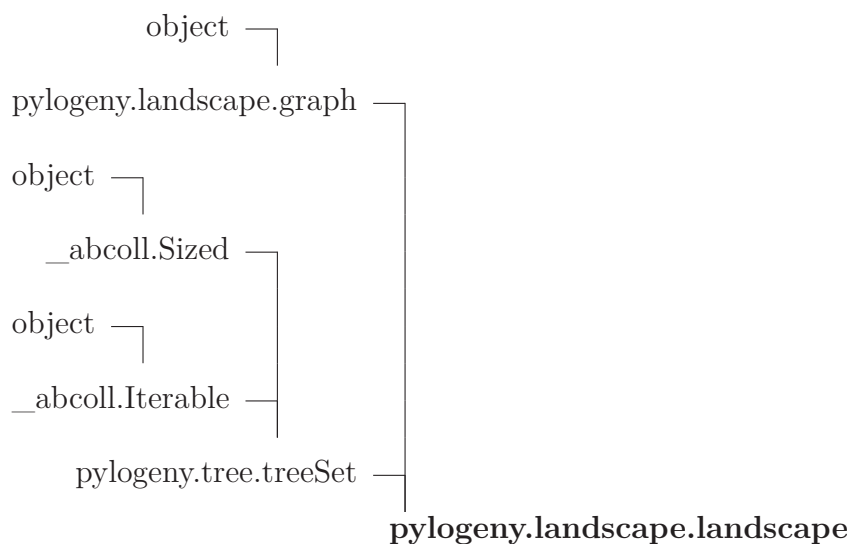 object
pylogeny.landscape.graph
object
_abcoll.Sized
object
_abcoll.Iterable
pylogeny.tree.treeSet
pylogeny.landscape.landscape